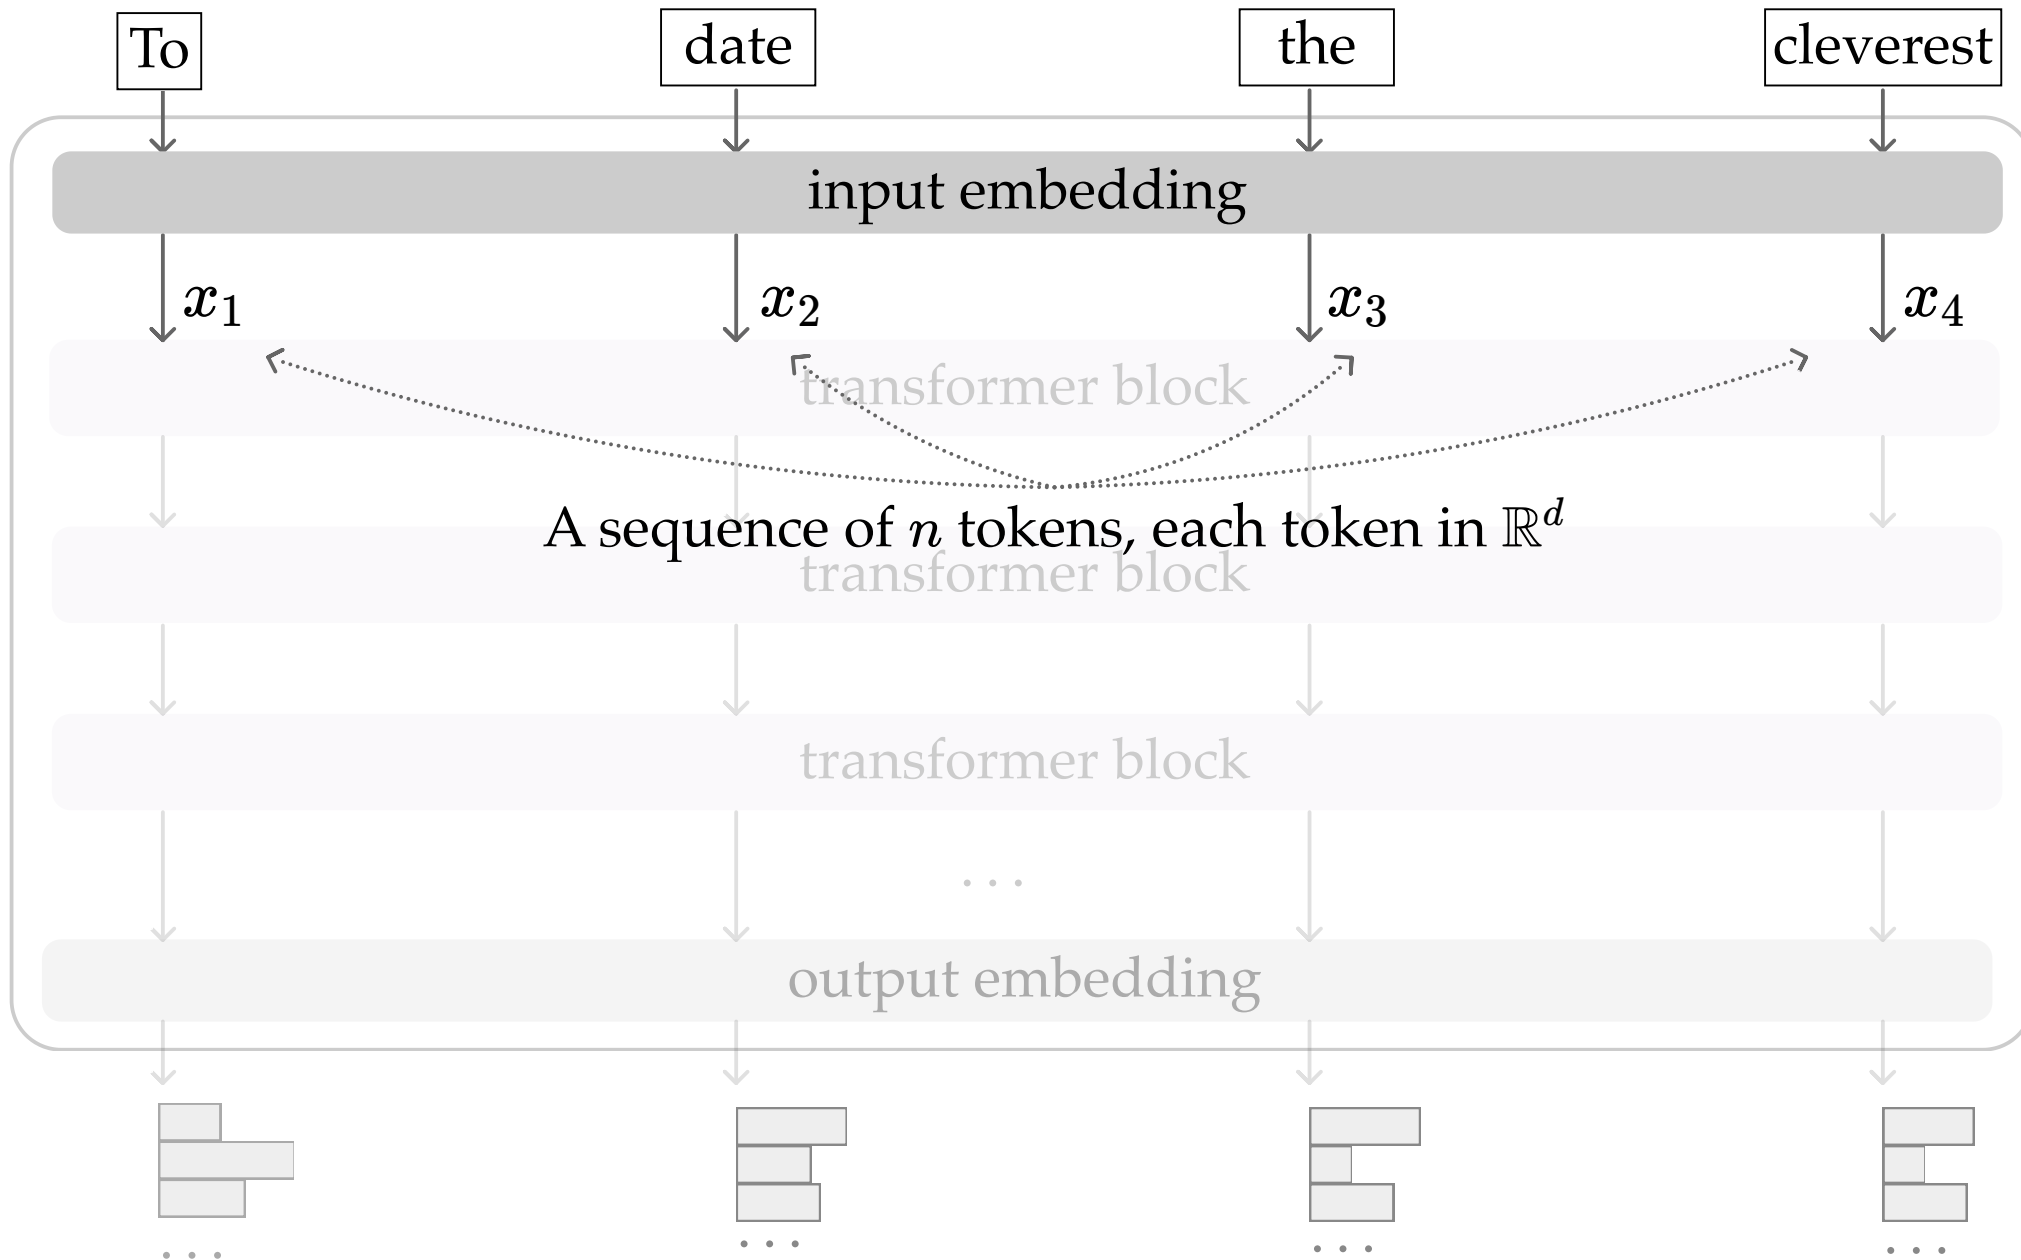 To date the cleverest
input embedding
x₁ x₂ x₃ x₄
transformer block
A sequence of n tokens, each token in ℝᵈ
transformer block
transformer block
. . .
output embedding
. . . . . . . . . . . .